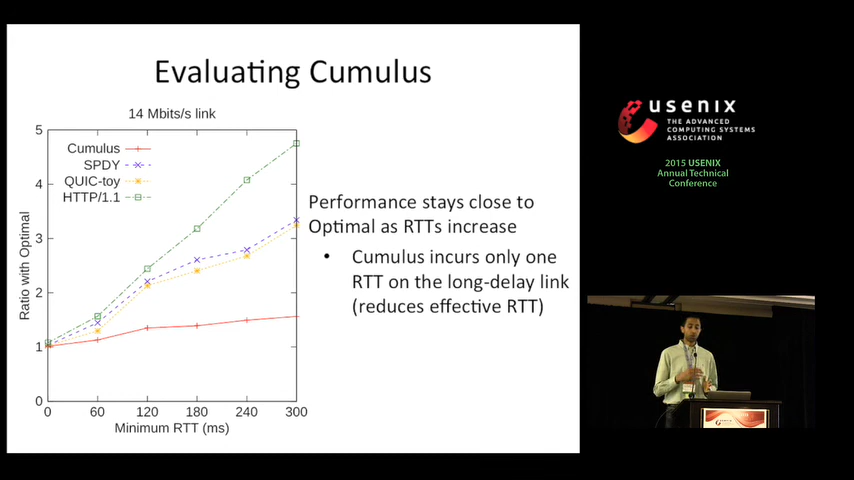 Evaluating Cumulus
14 Mbits/s link
5
4
3
2
1
0
Ratio with Optimal
Cumulus
SPDY
QUIC-toy
HTTP/1.1
0 60 120 180 240 300
Minimum RTT (ms)
Performance stays close to
Optimal as RTTs increase
• Cumulus incurs only one
RTT on the long-delay link
(reduces effective RTT)
usenix
THE ADVANCED
COMPUTING SYSTEMS
ASSOCIATION
2015 USENIX
Annual Technical
Conference